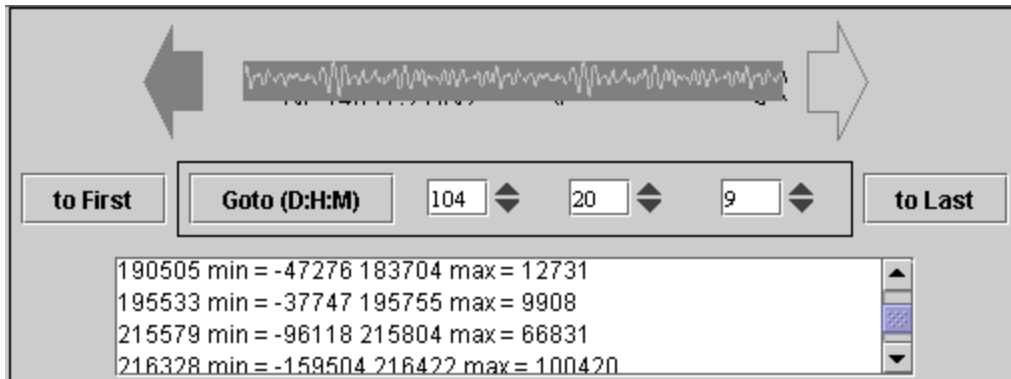 to First Goto (D:H:M) 104 20 9 to Last
190505 min = -47276 183704 max = 12731
195533 min = -37747 195755 max = 9908
215579 min = -96118 215804 max = 66831
216328 min = -159504 216422 max = 100420